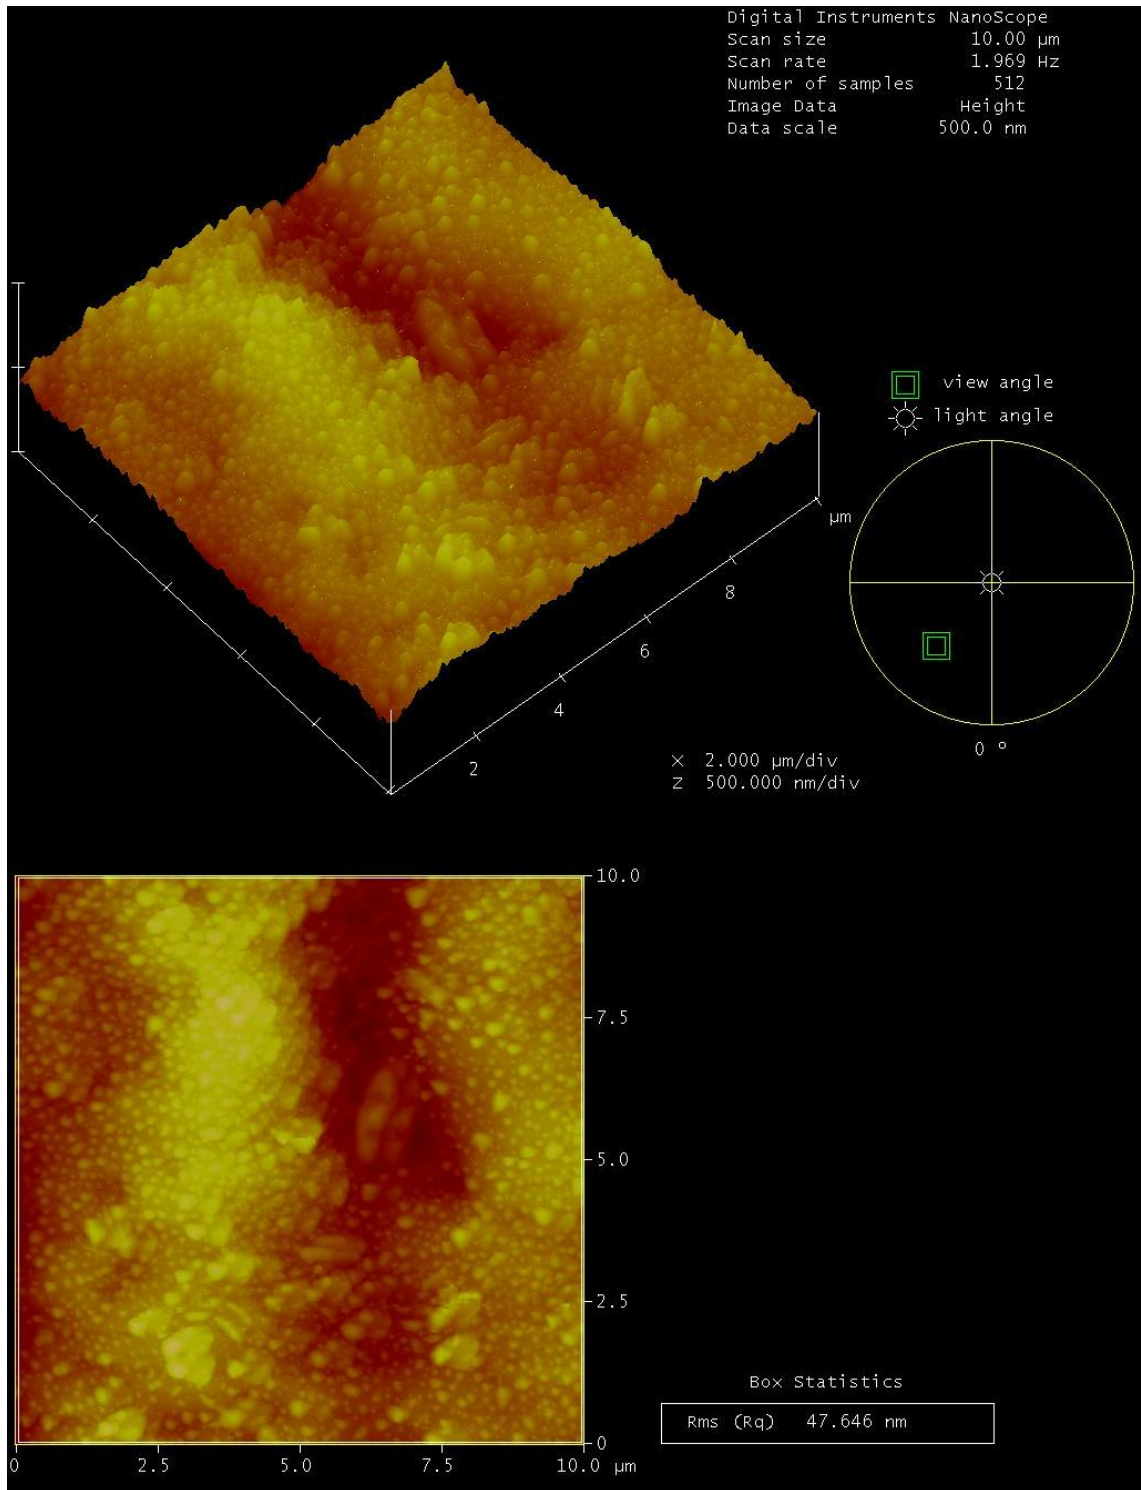 Digital Instruments NanoScope
Scan size 10.00 µm
Scan rate 1.969 Hz
Number of samples 512
Image Data Height
Data scale 500.0 nm
view angle
light angle
µm
8
6
4
2
0 º
X 2.000 µm/div
Z 500.000 nm/div
10.0
7.5
5.0
2.5
0
Box Statistics
Rms (Rq) 47.646 nm
0 2.5 5.0 7.5 10.0 µm